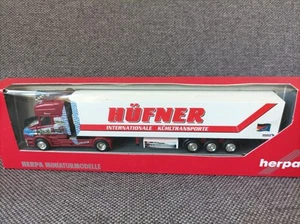 HÜFNER
INTERNATIONALE KÜHLTRANSPORTE
HERPA MINIATURMODELLE
herpa